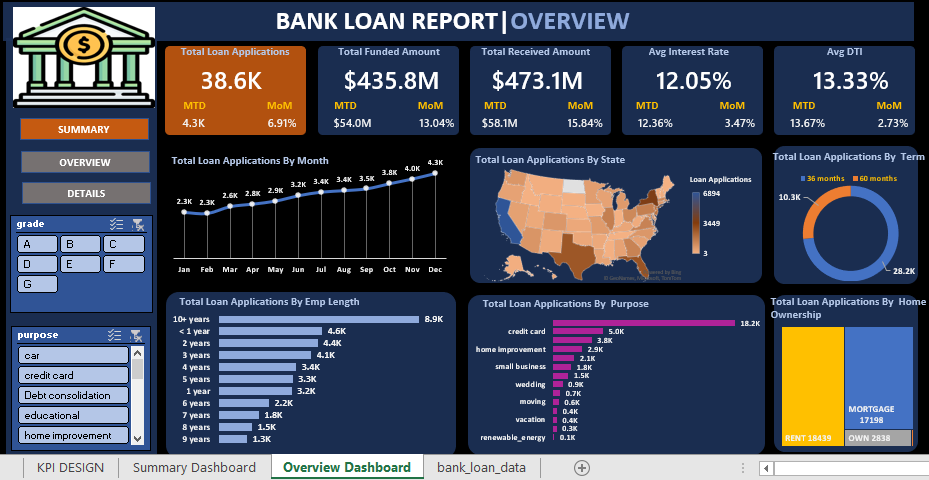 BANK LOAN REPORT|OVERVIEW
Total Loan Applications
38.6K
MTD MoM
4.3K 6.91%
Total Funded Amount
$435.8M
MTD MoM
$54.0M 13.04%
Total Received Amount
$473.1M
MTD MoM
$58.1M 15.84%
Avg Interest Rate
12.05%
MTD MoM
12.36% 3.47%
Avg DTI
13.33%
MTD MoM
13.67% 2.73%
SUMMARY
OVERVIEW
DETAILS
grade
A B C
D E F
G
purpose
car
credit card
Debt consolidation
educational
home improvement
Total Loan Applications By Month
2.3K 2.3K 2.6K 2.8K 2.9K 3.2K 3.4K 3.4K 3.5K 3.8K 4.0K 4.3K
Jan Feb Mar Apr May Jun Jul Aug Sep Oct Nov Dec
Total Loan Applications By State
Loan Applications
6894
3449
3
Total Loan Applications By Term
36 months 60 months
10.3K
28.2K
Total Loan Applications By Emp Length
10+ years 8.9K
< 1 year 4.6K
2 years 4.4K
3 years 4.1K
4 years 3.4K
5 years 3.3K
1 year 3.2K
6 years 2.2K
7 years 1.8K
8 years 1.5K
9 years 1.3K
Total Loan Applications By Purpose
18.2K
credit card 5.0K
3.8K
home improvement 2.9K
2.1K
small business 1.8K
1.5K
wedding 0.9K
0.7K
moving 0.6K
0.4K
vacation 0.4K
0.3K
renewable_energy 0.1K
Total Loan Applications By Home
Ownership
RENT 18439
MORTGAGE
17198
OWN 2838
KPI DESIGN
Summary Dashboard
Overview Dashboard
bank_loan_data